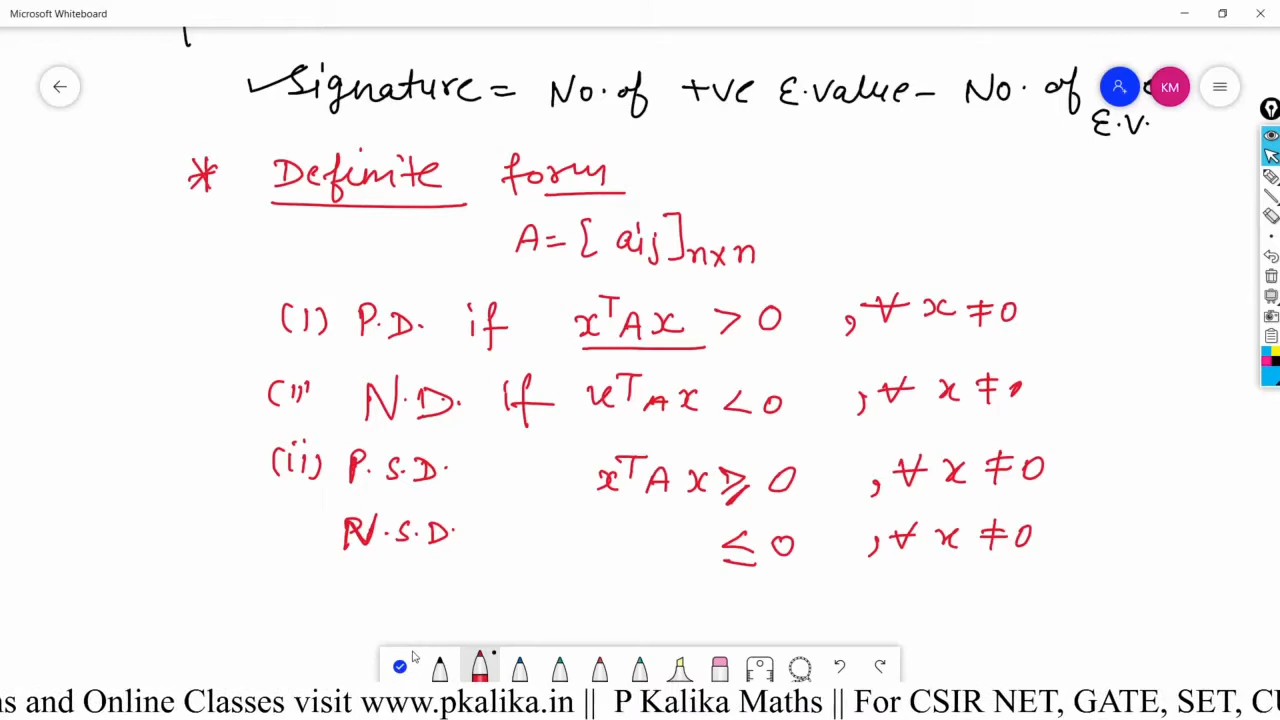 Microsoft Whiteboard
Signature = No. of +ve E.value - No. of
KM
E.V.
* Definite form
A = [aij]n×n
(i) P.D. if xᵀAx > 0 , ∀ x ≠ 0
(ii) N.D. if xᵀAx < 0 , ∀ x ≠ 0
(iii) P.S.D. xᵀAx ≥ 0 , ∀ x ≠ 0
N.S.D. ≤ 0 , ∀ x ≠ 0
and Online Classes visit www.pkalika.in || P Kalika Maths || For CSIR NET, GATE, SET,